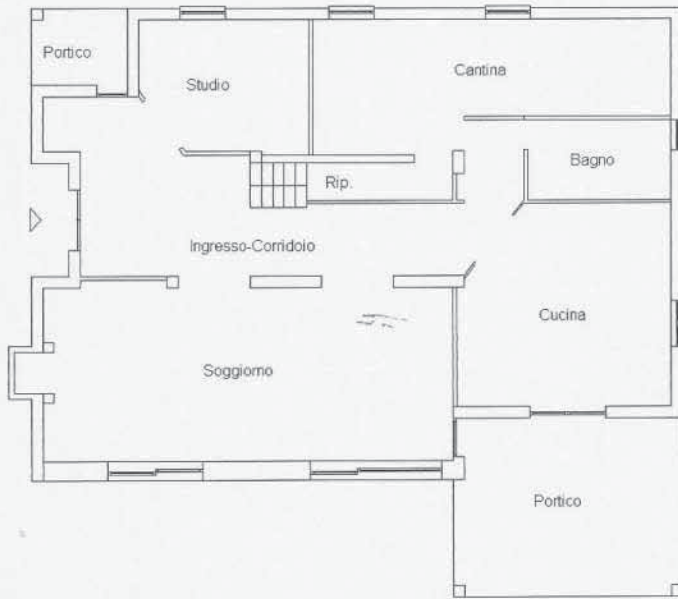 Portico
Studio
Cantina
Bagno
Rip.
Ingresso-Corridoio
Cucina
Soggiorno
Portico